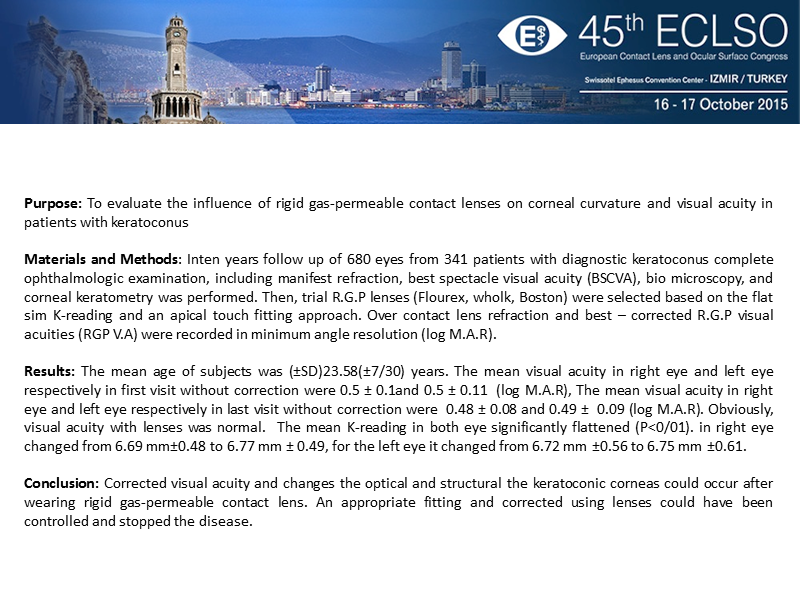 45th ECLSO
European Contact Lens and Ocular Surface Congress
Swissotel Ephesus Convention Center - IZMIR / TURKEY
16 - 17 October 2015
Purpose: To evaluate the influence of rigid gas-permeable contact lenses on corneal curvature and visual acuity in
patients with keratoconus
Materials and Methods: Inten years follow up of 680 eyes from 341 patients with diagnostic keratoconus complete
ophthalmologic examination, including manifest refraction, best spectacle visual acuity (BSCVA), bio microscopy, and
corneal keratometry was performed. Then, trial R.G.P lenses (Flourex, wholk, Boston) were selected based on the flat
sim K-reading and an apical touch fitting approach. Over contact lens refraction and best – corrected R.G.P visual
acuities (RGP V.A) were recorded in minimum angle resolution (log M.A.R).
Results: The mean age of subjects was (±SD)23.58(±7/30) years. The mean visual acuity in right eye and left eye
respectively in first visit without correction were 0.5 ± 0.1and 0.5 ± 0.11 (log M.A.R), The mean visual acuity in right
eye and left eye respectively in last visit without correction were 0.48 ± 0.08 and 0.49 ± 0.09 (log M.A.R). Obviously,
visual acuity with lenses was normal. The mean K-reading in both eye significantly flattened (P<0/01). in right eye
changed from 6.69 mm±0.48 to 6.77 mm ± 0.49, for the left eye it changed from 6.72 mm ±0.56 to 6.75 mm ±0.61.
Conclusion: Corrected visual acuity and changes the optical and structural the keratoconic corneas could occur after
wearing rigid gas-permeable contact lens. An appropriate fitting and corrected using lenses could have been
controlled and stopped the disease.